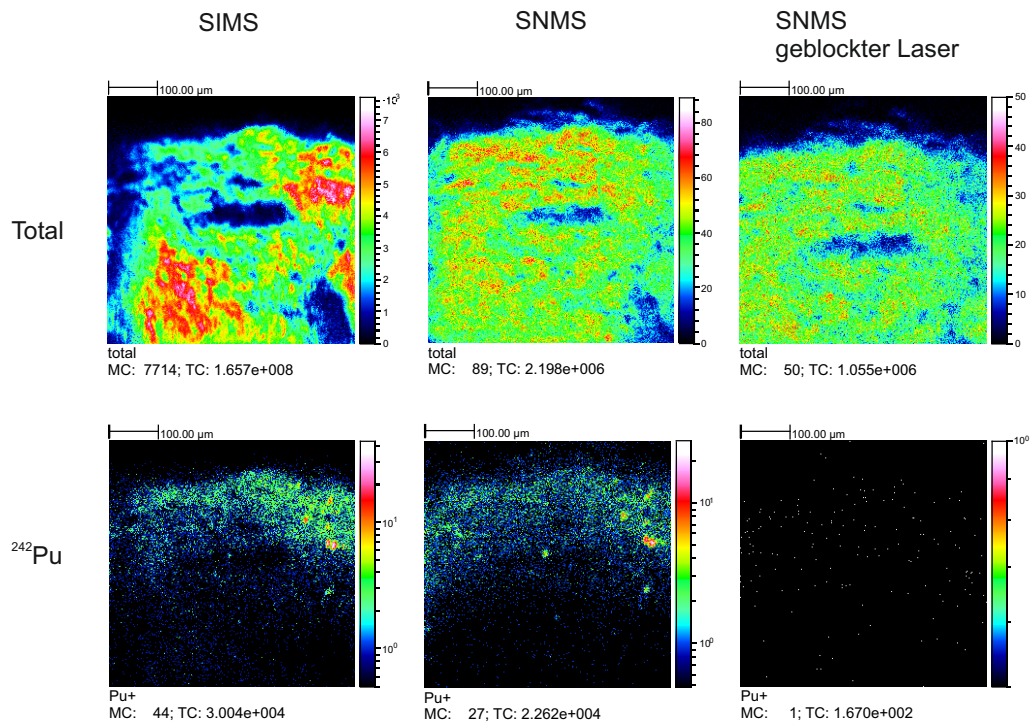 SIMS
SNMS
SNMS
geblockter Laser
Total
100.00 µm
·10³
7
6
5
4
3
2
1
0
total
MC: 7714; TC: 1.657e+008
100.00 µm
80
60
40
20
0
total
MC: 89; TC: 2.198e+006
100.00 µm
50
40
30
20
10
0
total
MC: 50; TC: 1.055e+006
²⁴²Pu
100.00 µm
10¹
10⁰
Pu+
MC: 44; TC: 3.004e+004
100.00 µm
10¹
10⁰
Pu+
MC: 27; TC: 2.262e+004
100.00 µm
10⁰
Pu+
MC: 1; TC: 1.670e+002